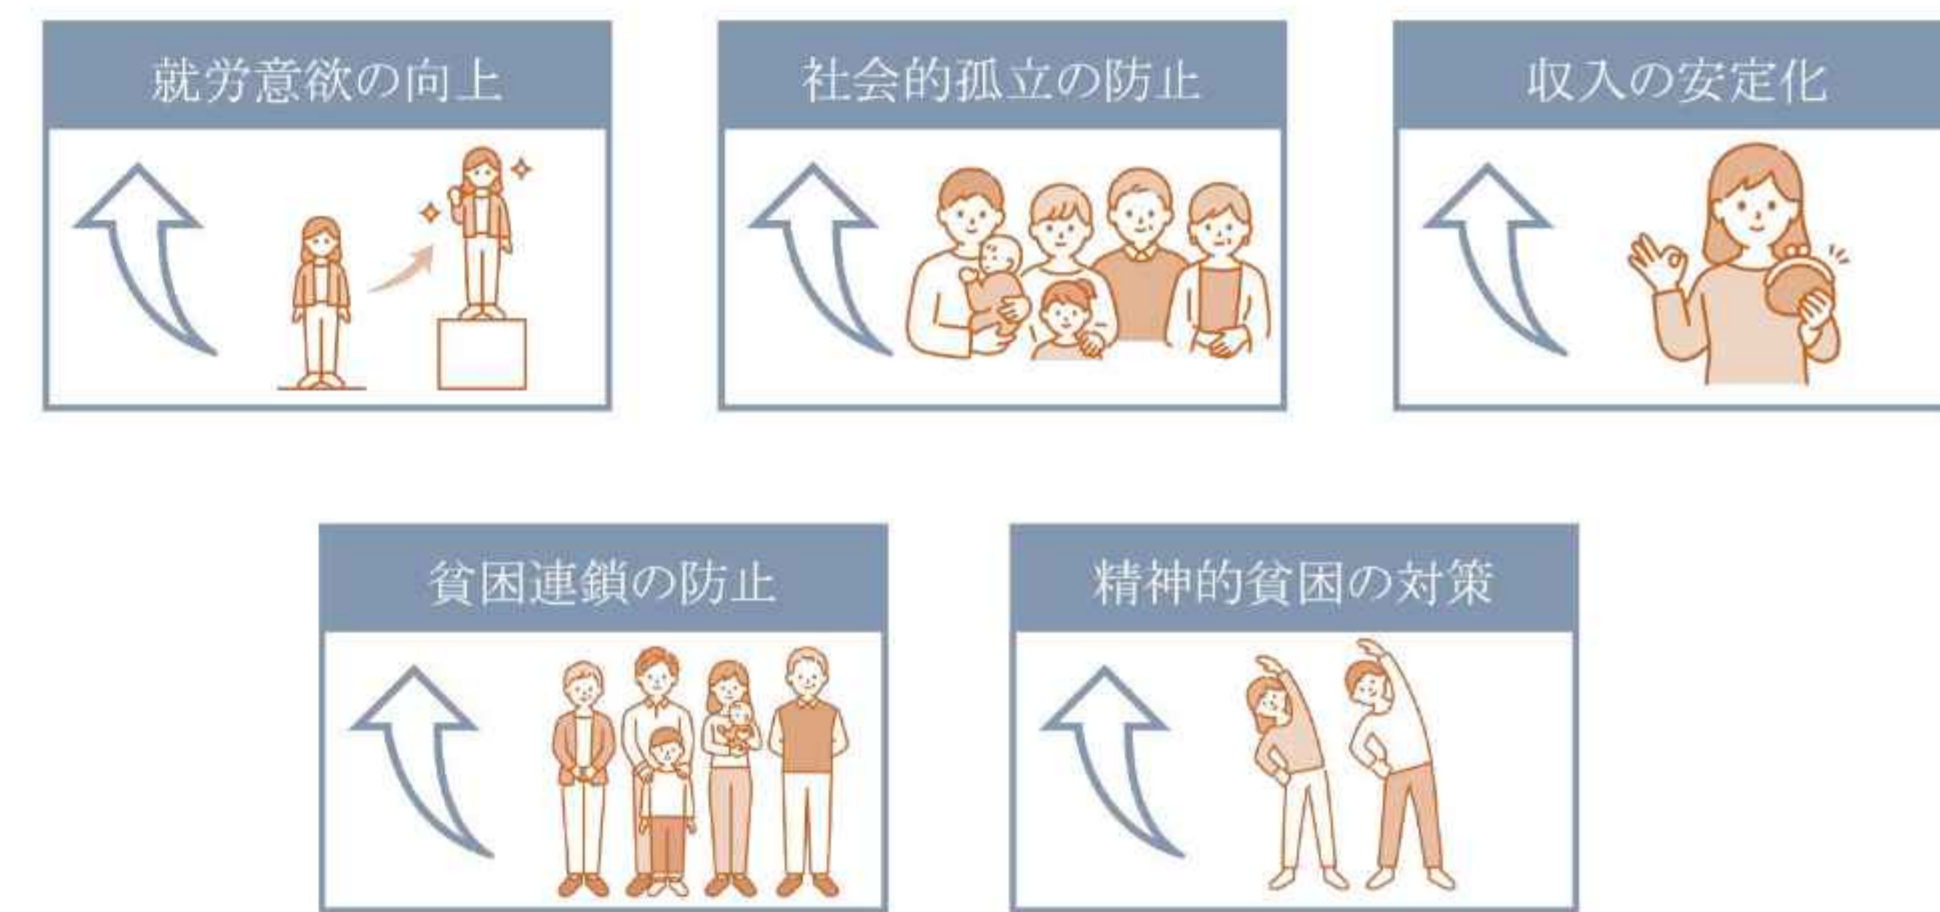 就労意欲の向上
社会的孤立の防止
収入の安定化
貧困連鎖の防止
精神的貧困の対策